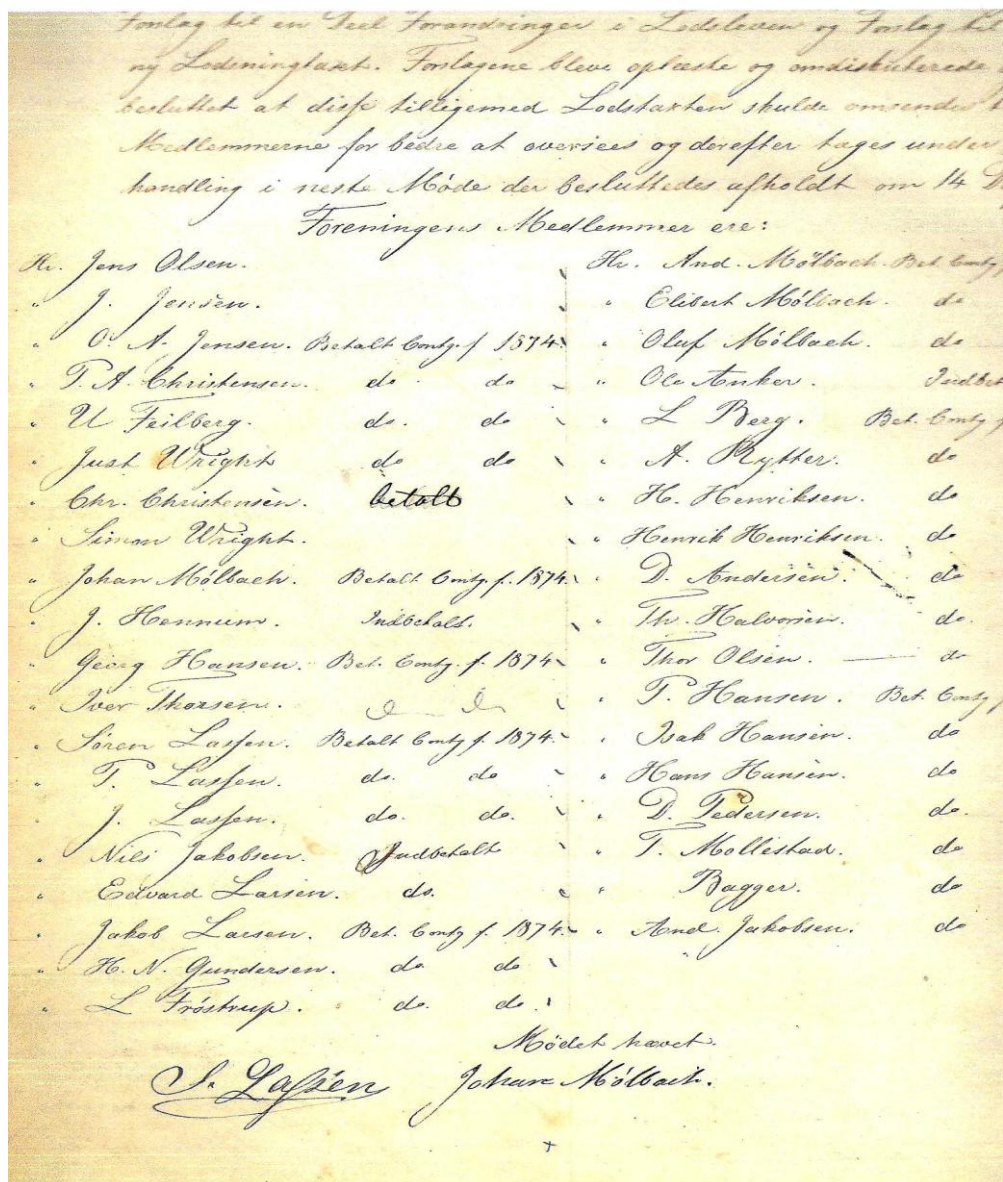 Forslag til en Deel Forandringer i Lodsloven og Forslag til
ny Lodsningtaxt. Forslagene bleve oplæste og omdiskuterede
besluttet at disse tilligemed Lodstaxten skulde omsendes
Medlemmerne for bedre at oversees og derefter tages under
handling i neste Møde der besluttedes afholdt om 14
Foreningens Medlemmer ere:
Hr. Jens Olsen.
" J. Jensen.
" O. A. Jensen. Betalt Contg. f 1874
" T. A. Christensen. do. do
" U Feilberg. do. do
" Just Wright do do
" Chr. Christensen. betalt
" Simon Wright.
" Johan Mølbach. Betalt Contg. f. 1874.
" J. Hennum. Indbetalt.
" Georg Hansen. Bet. Contg. f. 1874
" Iver Thorsen.
" Søren Lassen. Betalt Contg f. 1874.
" T. Lassen. do. do
" J. Lassen. do. do.
" Niels Jakobsen. Indbetalt
" Edvard Larsen. do.
" Jakob Larsen. Bet. Contg f. 1874.
" H. N. Gundersen. do. do
" L Frøstrup. do. do.
Hr. And. Mølbach. Bet. Contg
" Elibert Mølbach. do
" Oluf Mølbach. do
" Ole Anker. Indbet
" L Berg. Bet. Contg f
" A. Rytter. do
" H. Henriksen. do
" Henrik Henriksen. do
" D. Andersen. do
" Th. Halvorsen. do.
" Thor Olsen. — do
" T. Hansen. Bet. Contg f
" Isak Hansen. do
" Hans Hansen. do
" D. Pedersen. do.
" T. Mollestad. do
" Bagger. do
" And. Jakobsen. do
Mødet hævet.
S. Lassen Johan Mølbach.